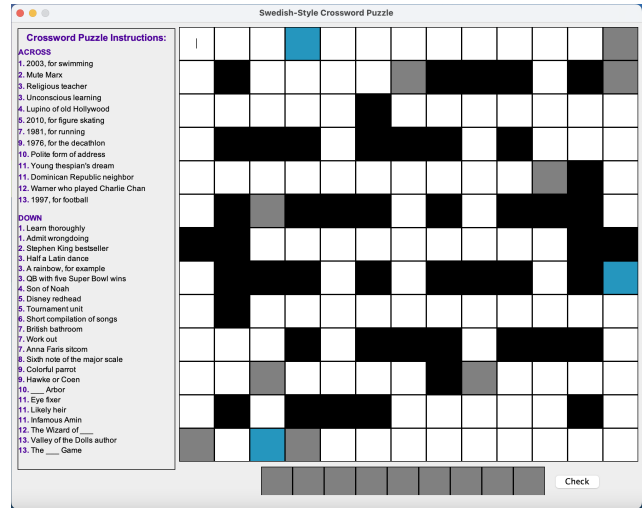 Swedish-Style Crossword Puzzle
Crossword Puzzle Instructions:
ACROSS
1. 2003, for swimming
2. Mute Marx
3. Religious teacher
3. Unconscious learning
4. Lupino of old Hollywood
5. 2010, for figure skating
7. 1981, for running
9. 1976, for the decathlon
10. Polite form of address
11. Young thespian's dream
11. Dominican Republic neighbor
12. Warner who played Charlie Chan
13. 1997, for football
DOWN
1. Learn thoroughly
1. Admit wrongdoing
2. Stephen King bestseller
3. Half a Latin dance
3. A rainbow, for example
3. QB with five Super Bowl wins
4. Son of Noah
5. Disney redhead
5. Tournament unit
6. Short compilation of songs
7. British bathroom
7. Work out
7. Anna Faris sitcom
8. Sixth note of the major scale
9. Colorful parrot
9. Hawke or Coen
10. ___ Arbor
11. Eye fixer
11. Likely heir
11. Infamous Amin
12. The Wizard of ___
13. Valley of the Dolls author
13. The ___ Game
Check